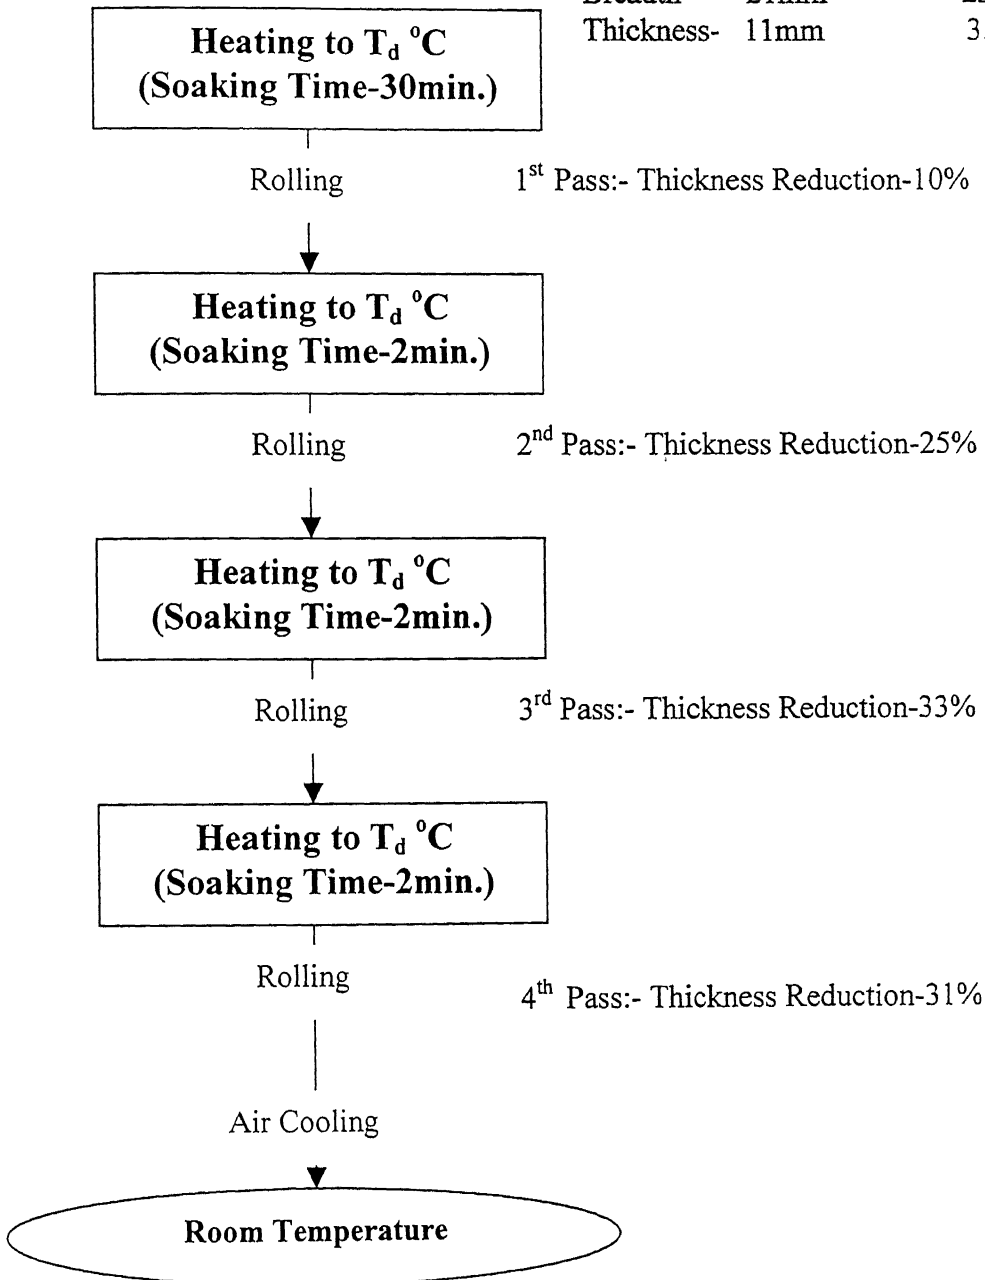 Thickness- 11mm 3.
Heating to Td °C
(Soaking Time-30min.)
Rolling 1st Pass:- Thickness Reduction-10%
Heating to Td °C
(Soaking Time-2min.)
Rolling 2nd Pass:- Thickness Reduction-25%
Heating to Td °C
(Soaking Time-2min.)
Rolling 3rd Pass:- Thickness Reduction-33%
Heating to Td °C
(Soaking Time-2min.)
Rolling
4th Pass:- Thickness Reduction-31%
Air Cooling
Room Temperature